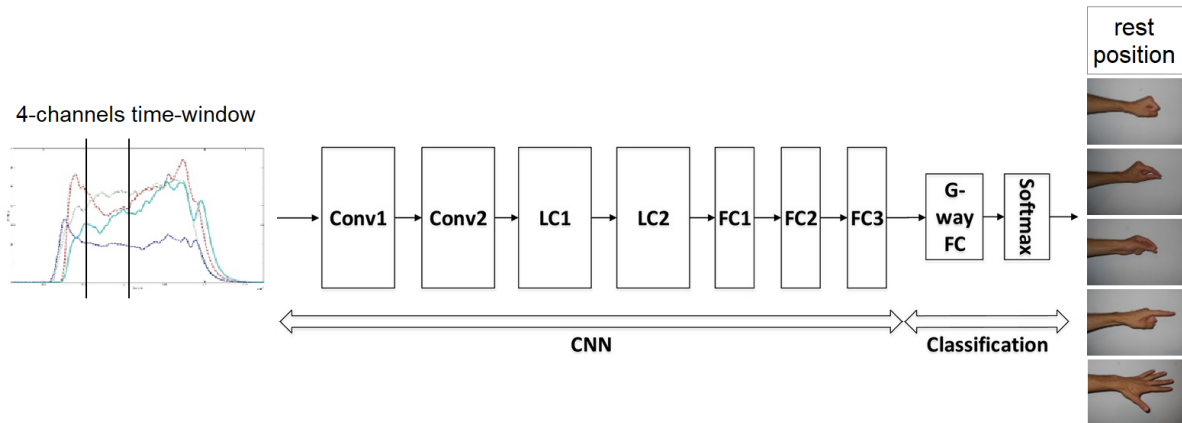 rest
position
4-channels time-window
Conv1
Conv2
LC1
LC2
FC1
FC2
FC3
G-
way
FC
Softmax
CNN
Classification